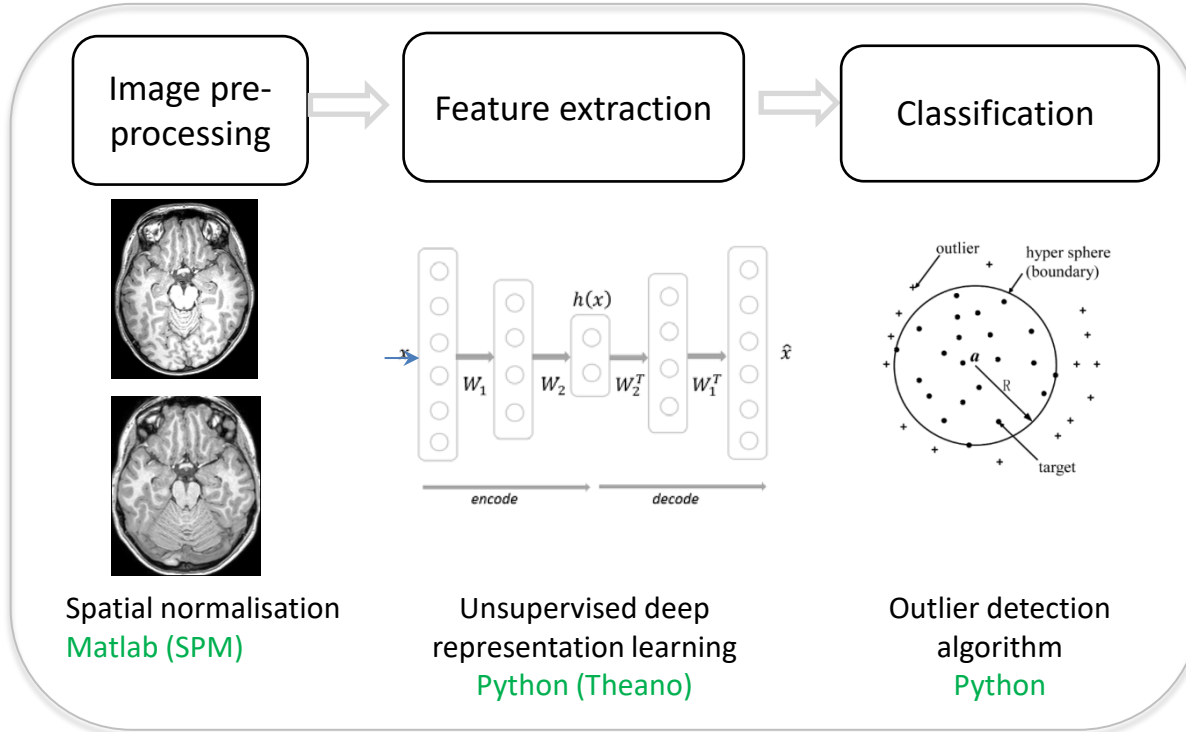 Image pre-
processing
Feature extraction
Classification
x
W₁
W₂
h(x)
W₂ᵀ
W₁ᵀ
x̂
encode
decode
outlier
hyper sphere
(boundary)
a
R
target
Spatial normalisation
Matlab (SPM)
Unsupervised deep
representation learning
Python (Theano)
Outlier detection
algorithm
Python